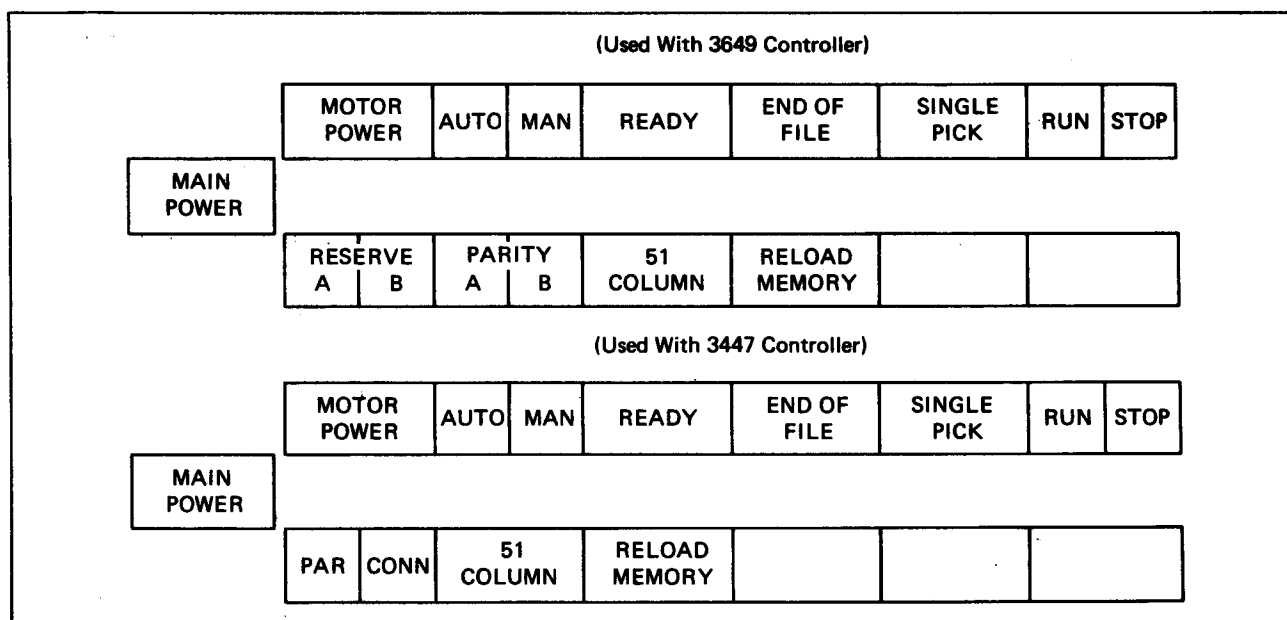 (Used With 3649 Controller)
MOTOR POWER AUTO MAN READY END OF FILE SINGLE PICK RUN STOP
MAIN POWER
RESERVE A B PARITY A B 51 COLUMN RELOAD MEMORY
(Used With 3447 Controller)
MOTOR POWER AUTO MAN READY END OF FILE SINGLE PICK RUN STOP
MAIN POWER
PAR CONN 51 COLUMN RELOAD MEMORY